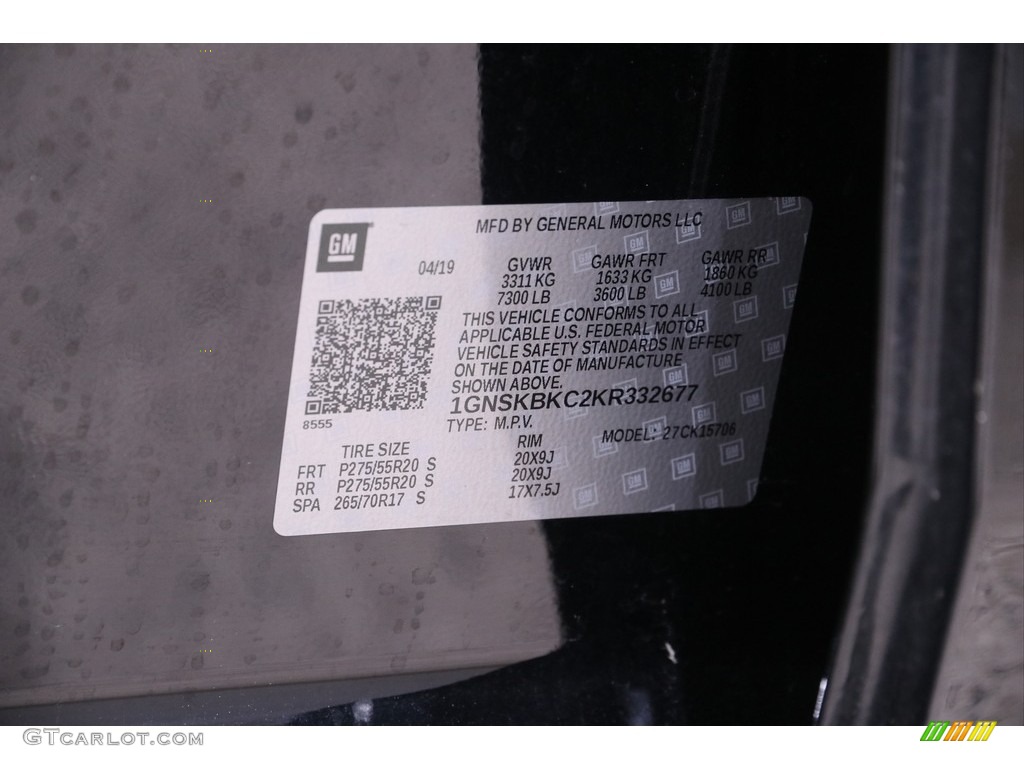 GM
MFD BY GENERAL MOTORS LLC
04/19
GVWR GAWR FRT GAWR RR
3311 KG 1633 KG 1860 KG
7300 LB 3600 LB 4100 LB
THIS VEHICLE CONFORMS TO ALL
APPLICABLE U.S. FEDERAL MOTOR
VEHICLE SAFETY STANDARDS IN EFFECT
ON THE DATE OF MANUFACTURE
SHOWN ABOVE.
1GNSKBKC2KR332677
8555
TYPE: M.P.V. MODEL: 27CK15706
TIRE SIZE RIM
FRT P275/55R20 S 20X9J
RR P275/55R20 S 20X9J
SPA 265/70R17 S 17X7.5J
GTcarlot.com